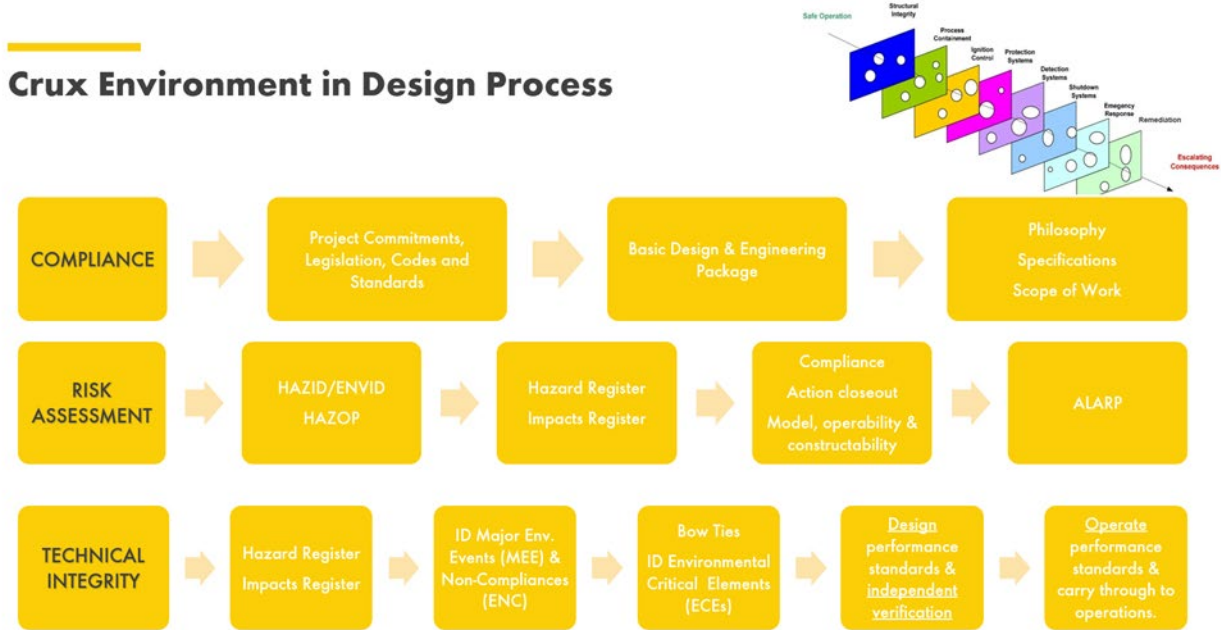 Crux Environment in Design Process
Safe Operation
Structural
Integrity
Process
Containment
Ignition
Control
Protection
Systems
Detection
Systems
Shutdown
Systems
Emegency
Response
Remediation
Escalating
Consequences
COMPLIANCE
Project Commitments,
Legislation, Codes and
Standards
Basic Design & Engineering
Package
Philosophy
Specifications
Scope of Work
RISK
ASSESSMENT
HAZID/ENVID
HAZOP
Hazard Register
Impacts Register
Compliance
Action closeout
Model, operability &
constructability
ALARP
TECHNICAL
INTEGRITY
Hazard Register
Impacts Register
ID Major Env.
Events (MEE) &
Non-Compliances
(ENC)
Bow Ties
ID Environmental
Critical Elements
(ECEs)
Design
performance
standards &
independent
verification
Operate
performance
standards &
carry through to
operations.